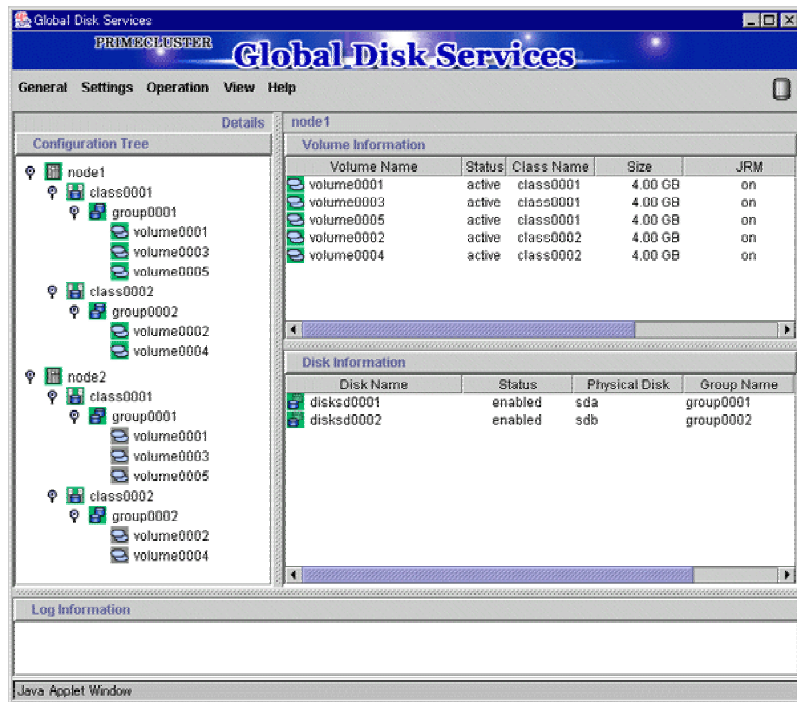 Global Disk Services
PRIMECLUSTER
Global Disk Services
General Settings Operation View Help
Details
Configuration Tree
node1
class0001
group0001
volume0001
volume0003
volume0005
class0002
group0002
volume0002
volume0004
node2
class0001
group0001
volume0001
volume0003
volume0005
class0002
group0002
volume0002
volume0004
node1
Volume Information
Volume Name Status Class Name Size JRM
volume0001 active class0001 4.00 GB on
volume0003 active class0001 4.00 GB on
volume0005 active class0001 4.00 GB on
volume0002 active class0002 4.00 GB on
volume0004 active class0002 4.00 GB on
Disk Information
Disk Name Status Physical Disk Group Name
disksd0001 enabled sda group0001
disksd0002 enabled sdb group0002
Log Information
Java Applet Window